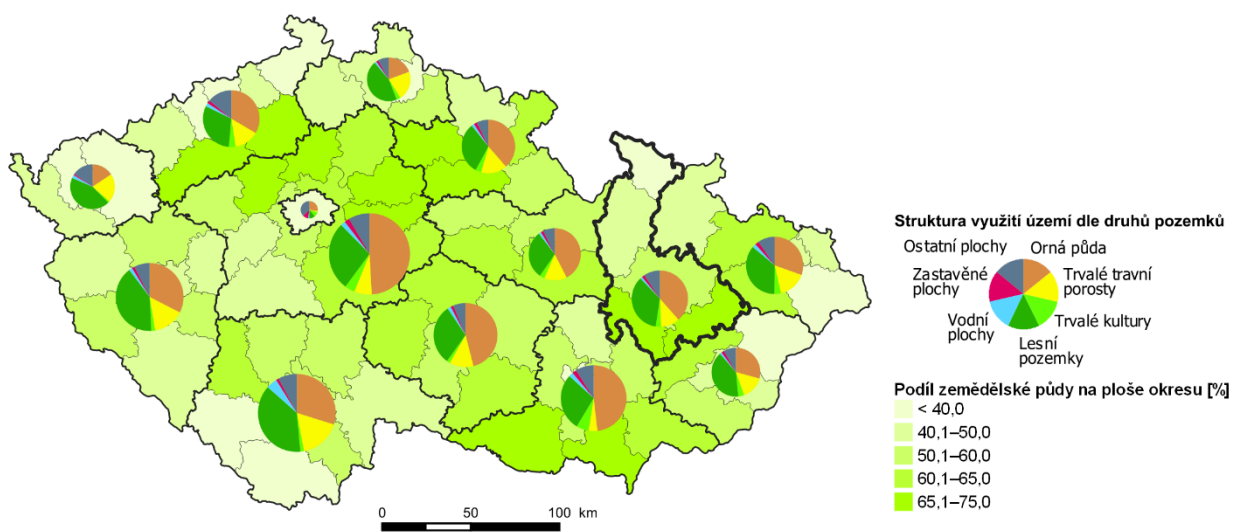 Struktura využití území dle druhů pozemků
Ostatní plochy
Orná půda
Zastavěné
plochy
Trvalé travní
porosty
Vodní
plochy
Trvalé kultury
Lesní
pozemky
Podíl zemědělské půdy na ploše okresu [%]
< 40,0
40,1–50,0
50,1–60,0
60,1–65,0
65,1–75,0
0 50 100 km